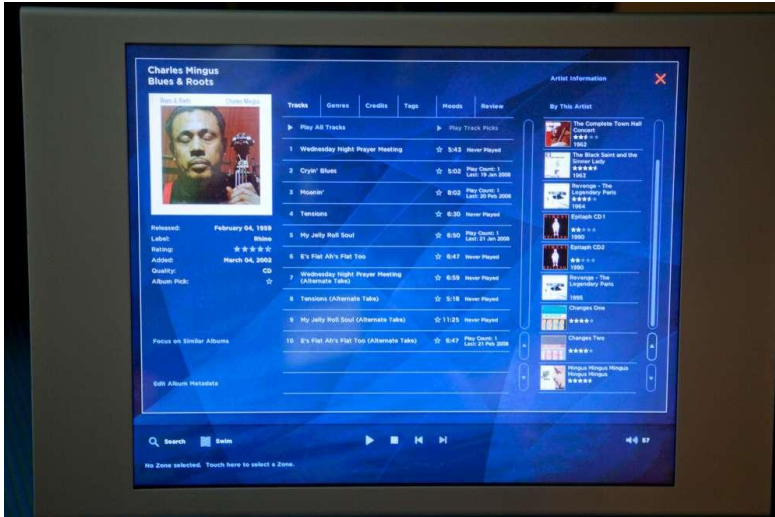 Charles Mingus
Blues & Roots
Artist Information
Blues & Roots Charles Mingus
Tracks Genres Credits Tags Moods Review
By This Artist
Play All Tracks Play Track Picks
1 Wednesday Night Prayer Meeting 5:43 Never Played
2 Cryin' Blues 5:02 Play Count: 1
Last: 19 Jan 2008
3 Moanin' 8:02 Play Count: 1
Last: 20 Feb 2008
4 Tensions 6:30 Never Played
5 My Jelly Roll Soul 6:50 Play Count: 1
Last: 21 Jan 2008
6 E's Flat Ah's Flat Too 6:47 Never Played
7 Wednesday Night Prayer Meeting
(Alternate Take) 6:59 Never Played
8 Tensions (Alternate Take) 5:18 Never Played
9 My Jelly Roll Soul (Alternate Take) 11:25 Never Played
10 E's Flat Ah's Flat Too (Alternate Take) 6:47 Play Count: 1
Last: 21 Feb 2008
Released: February 04, 1959
Label: Rhino
Rating:
Added: March 04, 2002
Quality: CD
Album Pick:
Focus on Similar Albums
Edit Album Metadata
The Complete Town Hall
Concert
1962
The Black Saint and the
Sinner Lady
1963
Revenge - The
Legendary Paris
1964
Epitaph CD1
1990
Epitaph CD2
1990
Revenge - The
Legendary Paris
1996
Changes One
Changes Two
Mingus Mingus Mingus
Mingus Mingus
Search Swim
57
No Zone selected. Touch here to select a Zone.